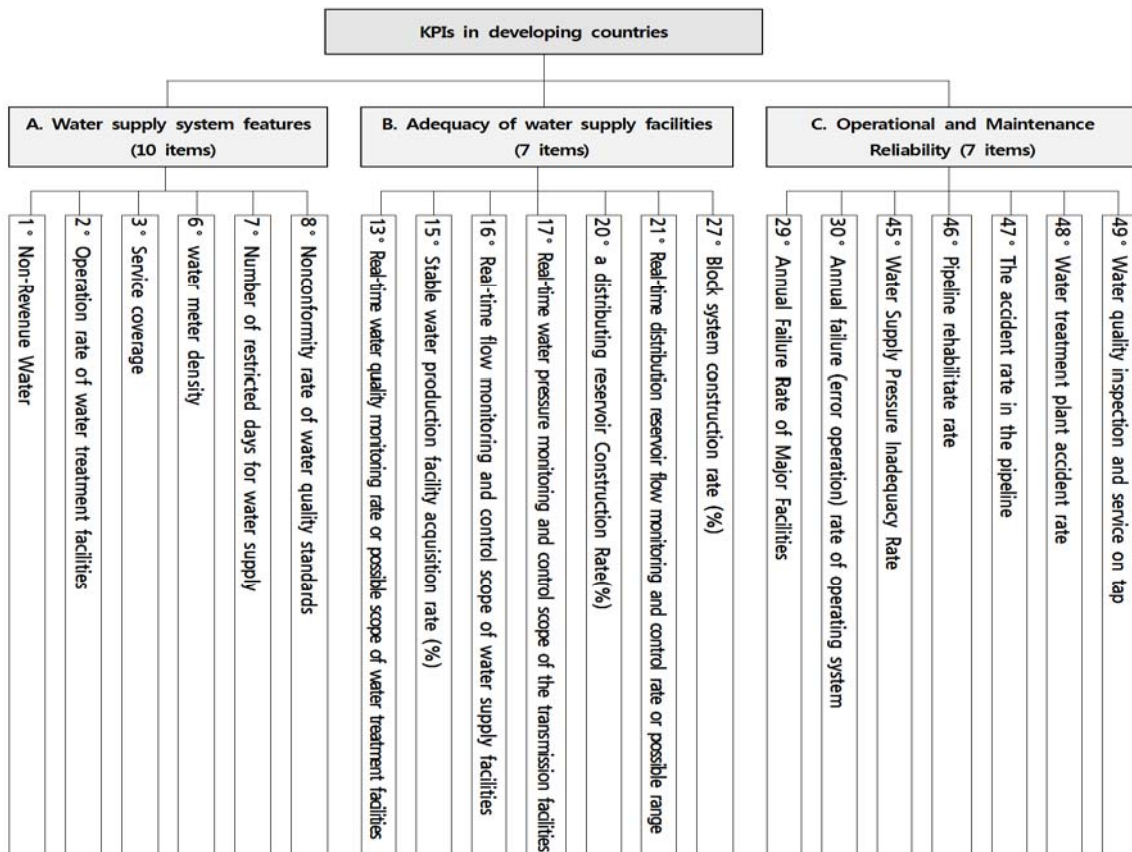 KPIs in developing countries
A. Water supply system features
(10 items)
B. Adequacy of water supply facilities
(7 items)
C. Operational and Maintenance
Reliability (7 items)
1° Non-Revenue Water
2° Operation rate of water treatment facilities
3° Service coverage
6° water meter density
7° Number of restricted days for water supply
8° Nonconformity rate of water quality standards
13° Real-time water quality monitoring rate or possible scope of water treatment facilities
15° Stable water production facility acquisition rate (%)
16° Real-time flow monitoring and control scope of water supply facilities
17° Real-time water pressure monitoring and control scope of the transmission facilities
20° a distributing reservoir Construction Rate(%)
21° Real-time distribution reservoir flow monitoring and control rate or possible range
27° Block system construction rate (%)
29° Annual Failure Rate of Major Facilities
30° Annual failure (error operation) rate of operating system
45° Water Supply Pressure Inadequacy Rate
46° Pipeline rehabilitate rate
47° The accident rate in the pipeline
48° Water treatment plant accident rate
49° Water quality inspection and service on tap